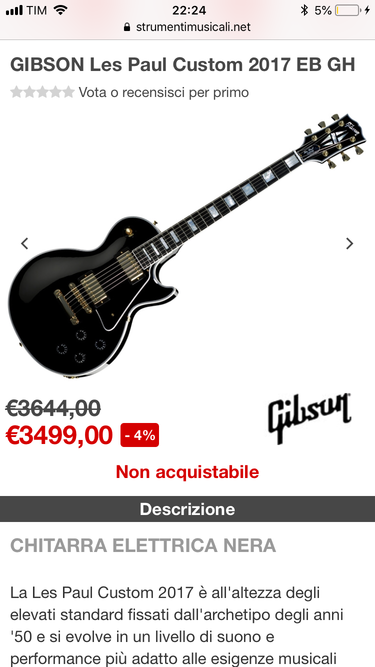 TIM 22:24 5%
strumentimusicali.net
GIBSON Les Paul Custom 2017 EB GH
Vota o recensisci per primo
Gibson
€3644,00
€3499,00 - 4%
Non acquistabile
Descrizione
CHITARRA ELETTRICA NERA
La Les Paul Custom 2017 è all'altezza degli
elevati standard fissati dall'archetipo degli anni
'50 e si evolve in un livello di suono e
performance più adatto alle esigenze musicali